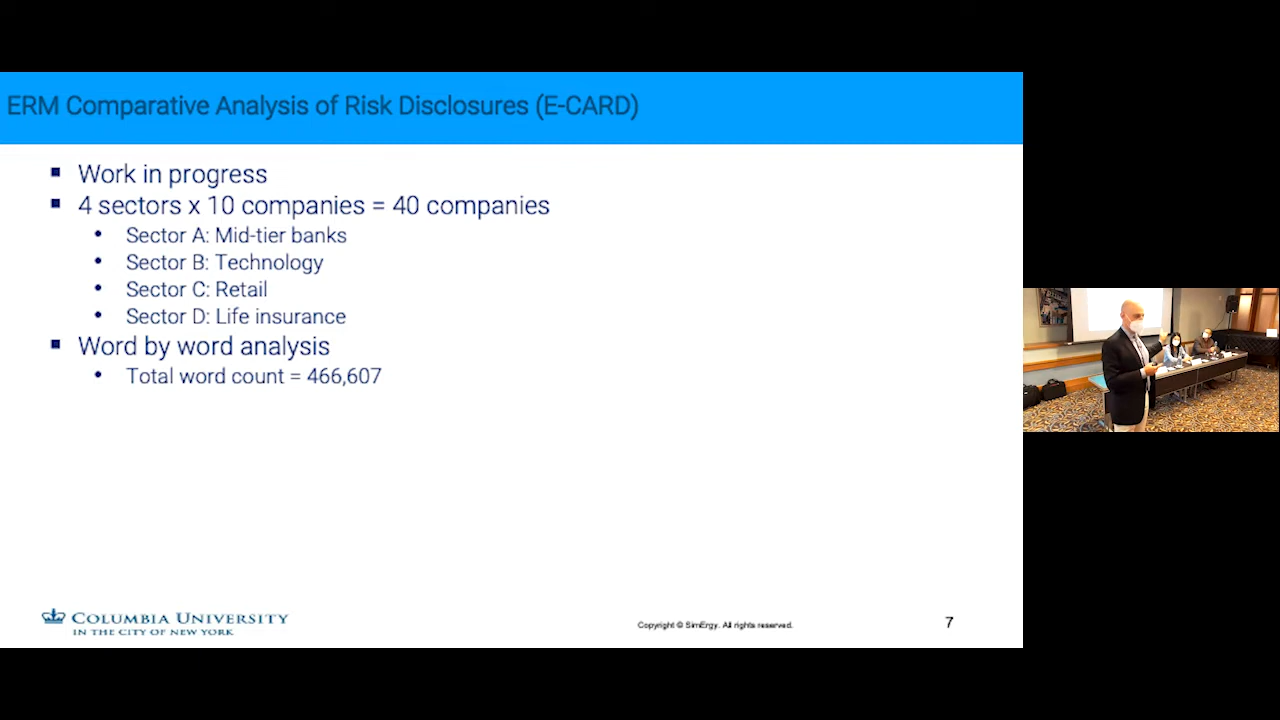 ERM Comparative Analysis of Risk Disclosures (E-CARD)
Work in progress
4 sectors x 10 companies = 40 companies
Sector A: Mid-tier banks
Sector B: Technology
Sector C: Retail
Sector D: Life insurance
Word by word analysis
Total word count = 466,607
COLUMBIA UNIVERSITY
IN THE CITY OF NEW YORK
Copyright © SimErgy. All rights reserved.
7